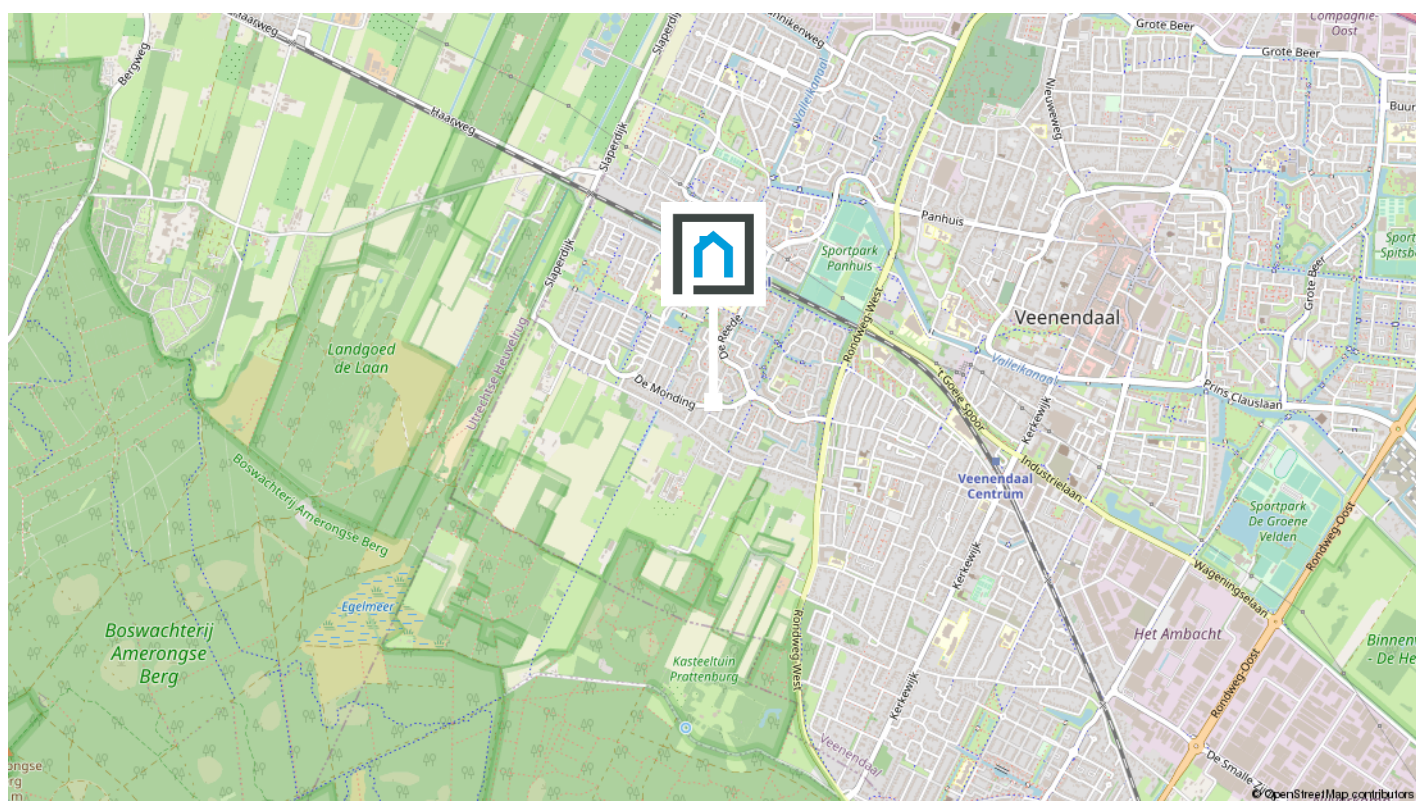 Haarweg
Slaperdijk
Grote Beer
Compagnie-
Oost
Grote Beer
Bergweg
Valleikanaal
Nieuweweg
Haarweg
Slaperdijk
Panhuis
Sportpark
Panhuis
Slaperdijk
Rondweg-West
Grote Beer
Veenendaal
De Reede
Landgoed
de Laan
Utrechtse Heuvelrug
Valleikanaal
De Monding
't Goeie Spoor
Kerkewijk
Prins Clauslaan
Boswachterij Amerongse Berg
Industrielaan
Veenendaal
Centrum
Sportpark
De Groene
Velden
Rondweg-Oost
Kerkewijk
Wageningselaan
Egelmeer
Boswachterij
Amerongse
Berg
Het Ambacht
Rondweg-West
Kasteeltuin
Prattenburg
Rondweg-Oost
Kerkewijk
Veenendaal
© OpenStreetMap contributors